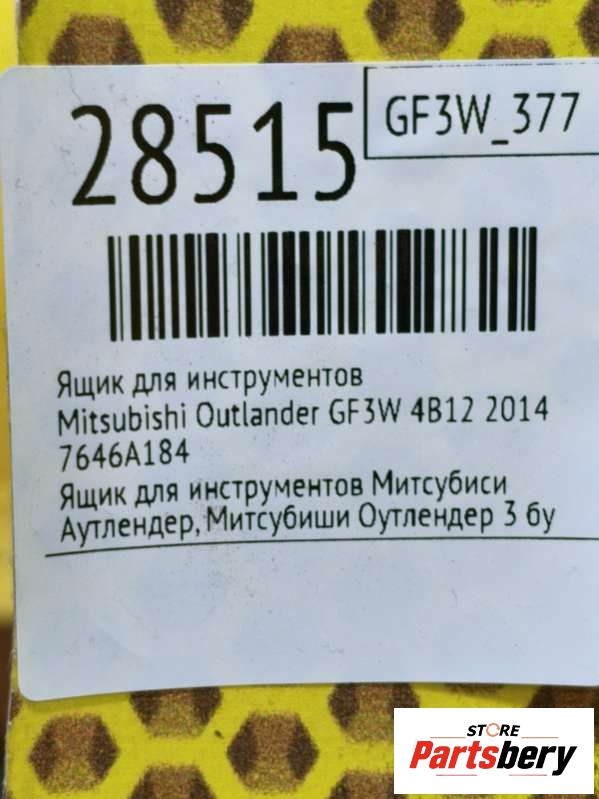 28515
GF3W_377
Ящик для инструментов
Mitsubishi Outlander GF3W 4B12 2014
7646A184
Ящик для инструментов Митсубиси
Аутлендер, Митсубиши Оутлендер 3 бу
STORE
Partsbery